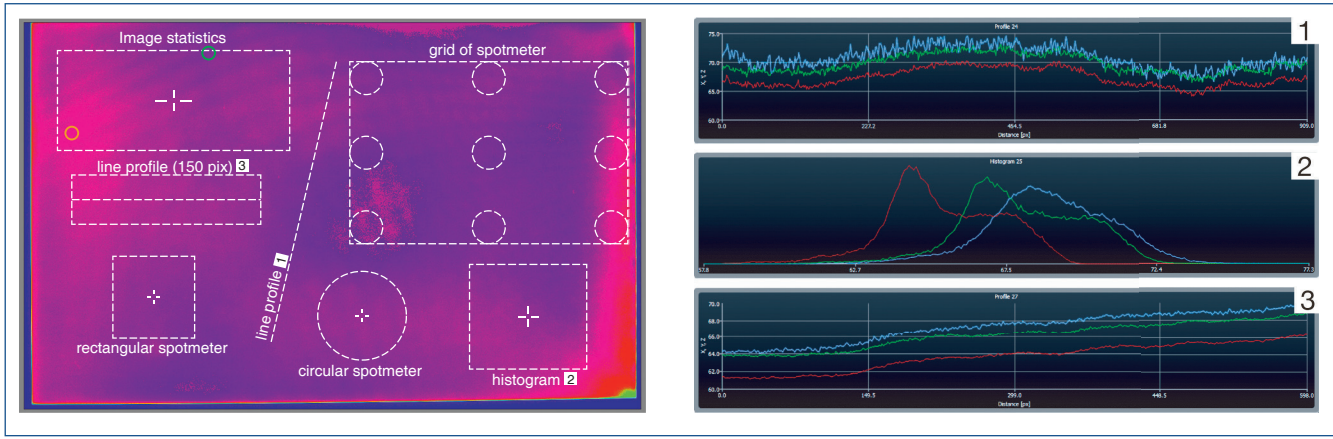 Image statistics
grid of spotmeter
line profile (150 pix) 3
line profile 1
rectangular spotmeter
circular spotmeter
histogram 2
1
Profile 24
75.0
70.0
65.0
60.0
X, Y, Z
0.0 227.2 454.5 681.8 909.0
Distance [px]
2
Histogram 25
57.8 62.7 67.5 72.4 77.3
3
Profile 27
70.0
68.0
66.0
64.0
62.0
60.0
X, Y, Z
0.0 149.5 299.0 448.5 598.0
Distance [px]